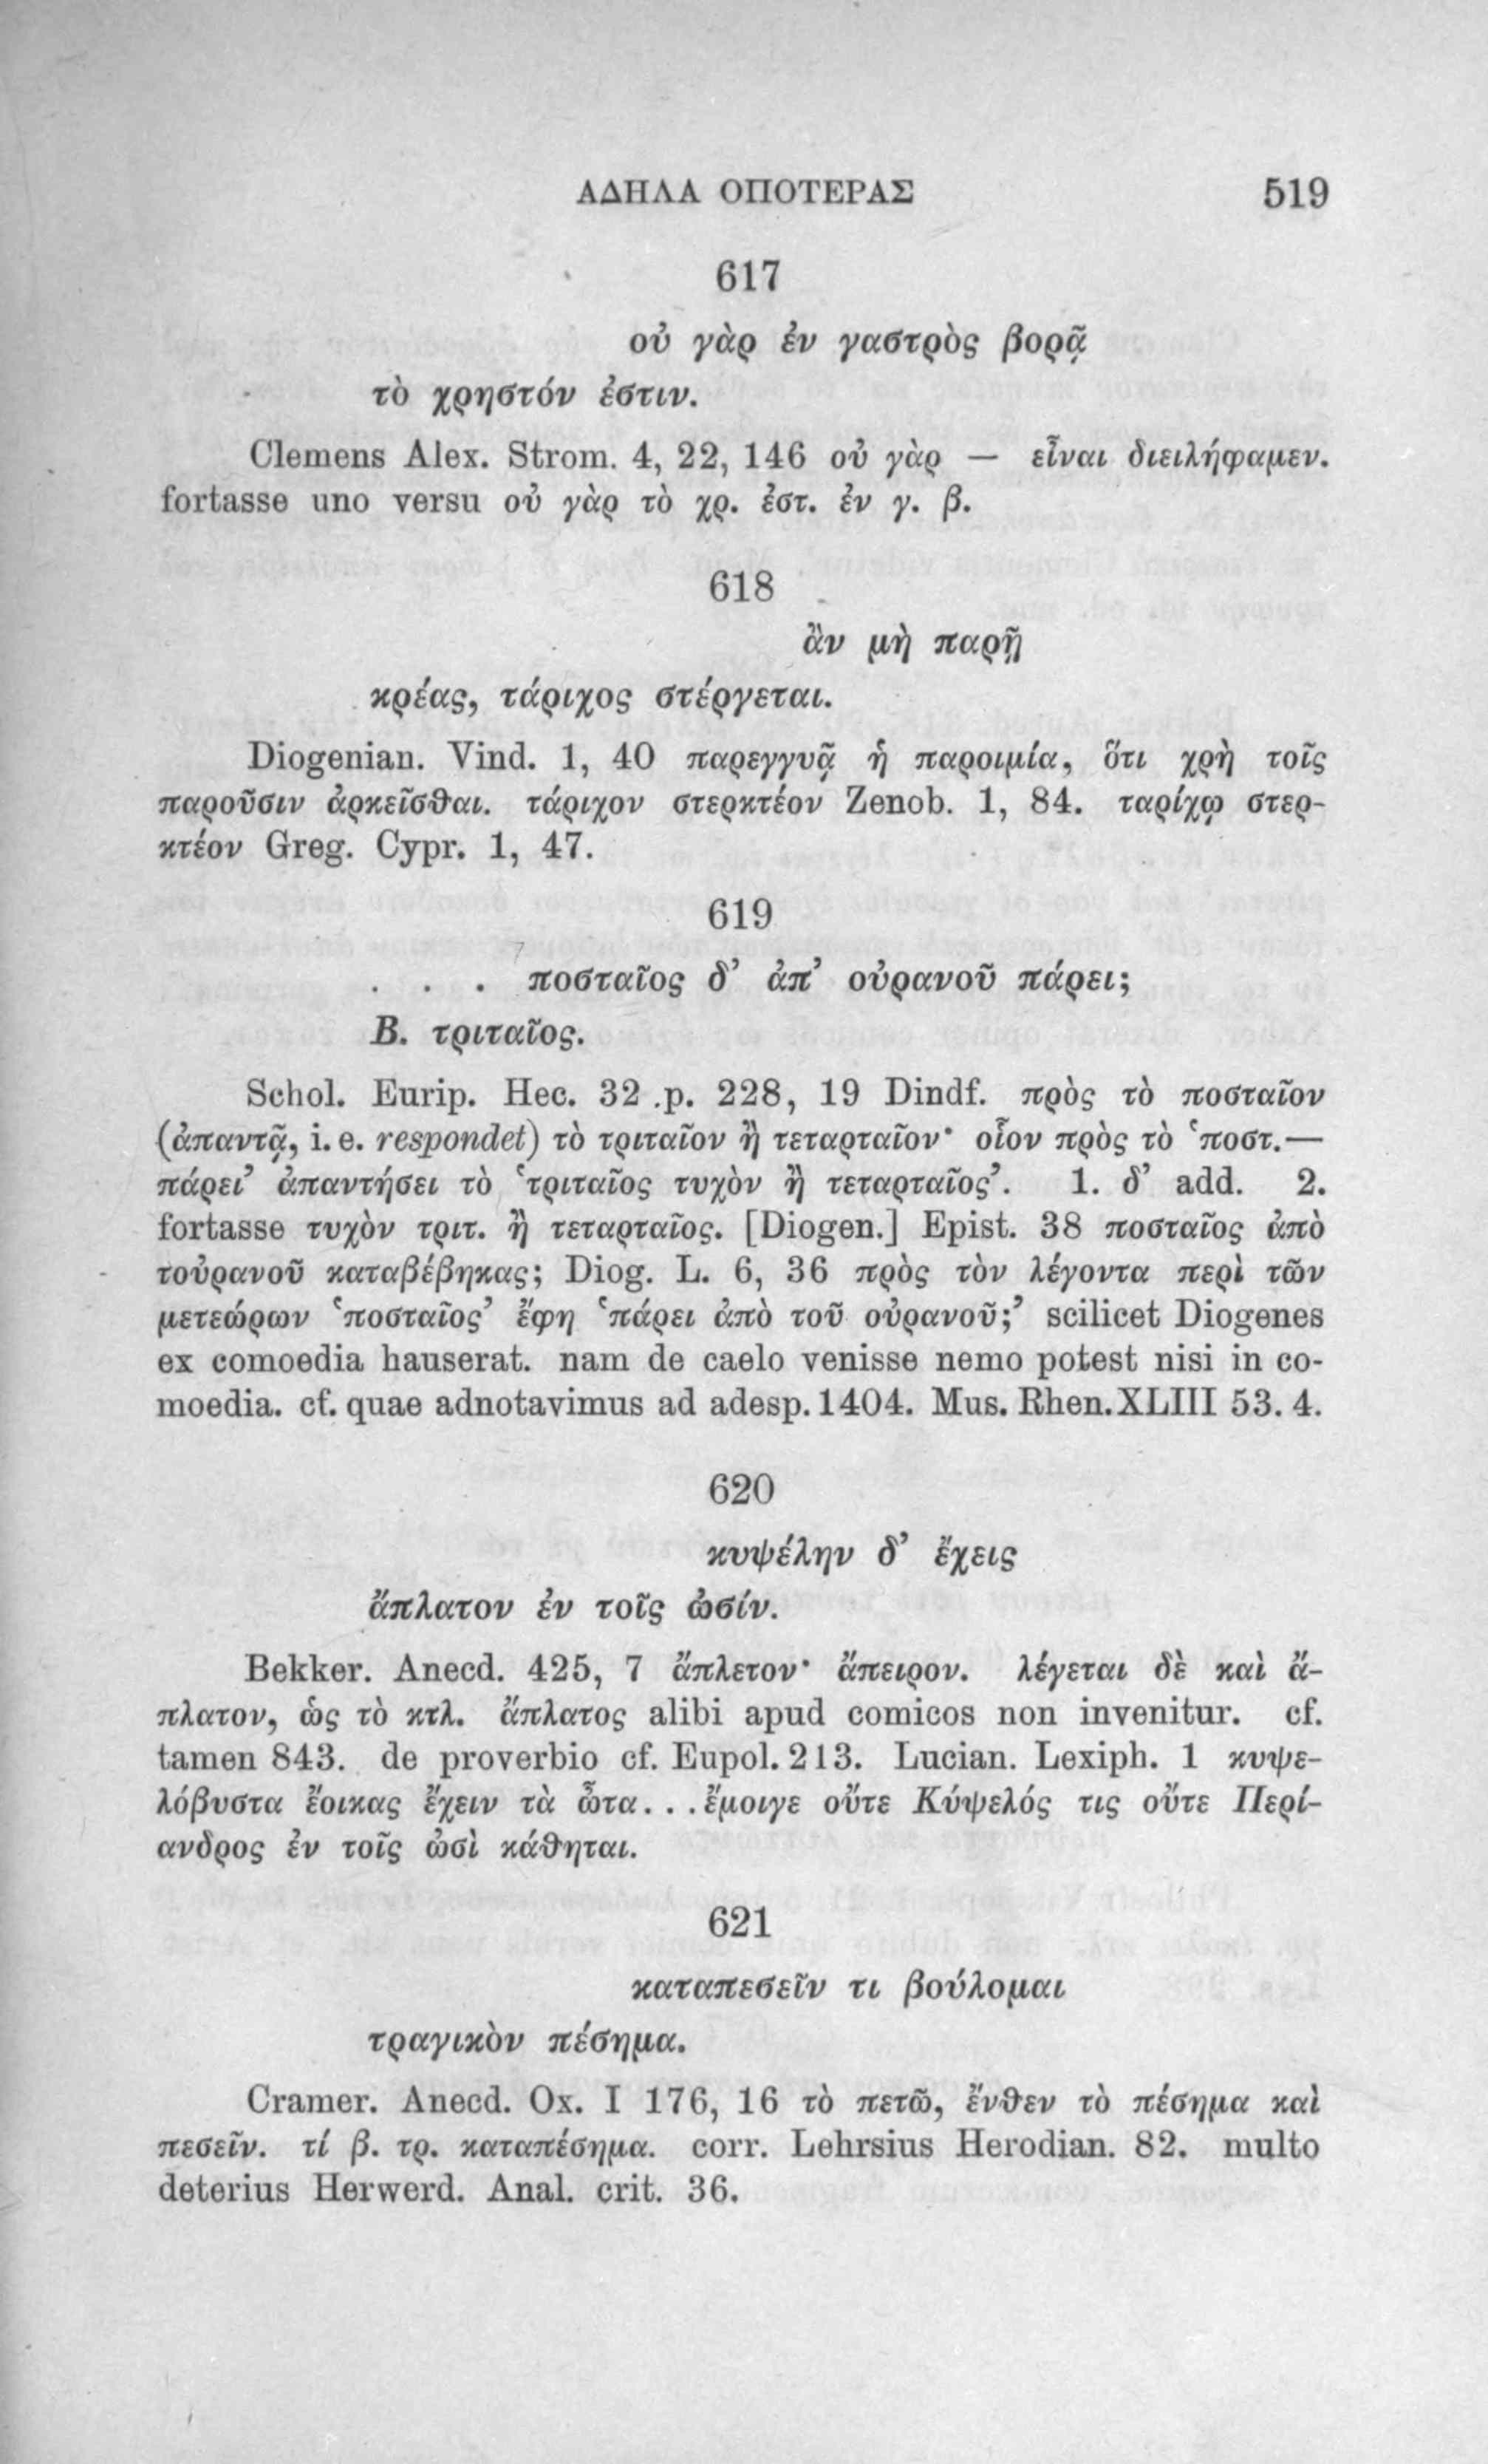 ΑΔΗΛΑ ΟΠΟΤΕΡΑΣ 519
617
οὐ γὰρ ἐν γαστρὸς βορᾷ
τὸ χρηστόν ἐστιν.
Clemens Alex. Strom. 4, 22, 146 οὐ γὰρ — εἶναι διειλήφαμεν.
fortasse uno versu οὐ γὰρ τὸ χρ. ἐστ. ἐν γ. β.
618
ἂν μὴ παρῇ
κρέας, τάριχος στέργεται.
Diogenian. Vind. 1, 40 παρεγγυᾷ ἡ παροιμία, ὅτι χρὴ τοῖς
παροῦσιν ἀρκεῖσθαι. τάριχον στερκτέον Zenob. 1, 84. ταρίχῳ στερ-
κτέον Greg. Cypr. 1, 47.
619
. . . ποσταῖος δ’ ἀπ’ οὐρανοῦ πάρει;
Β. τριταῖος.
Schol. Eurip. Hec. 32 p. 228, 19 Dindf. πρὸς τὸ ποσταῖον
(ἀπαντᾷ, i. e. respondet) τὸ τριταῖον ἢ τεταρταῖον· οἷον πρὸς τὸ ‘ποστ.—
πάρει’ ἀπαντήσει τὸ ‘τριταῖος τυχὸν ἢ τεταρταῖος’. 1. δ’ add. 2.
fortasse τυχὸν τριτ. ἢ τεταρταῖος. [Diogen.] Epist. 38 ποσταῖος ἀπὸ
τοὐρανοῦ καταβέβηκας; Diog. L. 6, 36 πρὸς τὸν λέγοντα περὶ τῶν
μετεώρων ‘ποσταῖος’ ἔφη ‘πάρει ἀπὸ τοῦ οὐρανοῦ;’ scilicet Diogenes
ex comoedia hauserat. nam de caelo venisse nemo potest nisi in co-
moedia. cf. quae adnotavimus ad adesp. 1404. Mus. Rhen. XLIII 53. 4.
620
κυψέλην δ’ ἔχεις
ἄπλατον ἐν τοῖς ὠσίν.
Bekker. Anecd. 425, 7 ἄπλετον· ἄπειρον. λέγεται δὲ καὶ ἄ-
πλατον, ὡς τὸ κτλ. ἄπλατος alibi apud comicos non invenitur. cf.
tamen 843. de proverbio cf. Eupol. 213. Lucian. Lexiph. 1 κυψε-
λόβυστα ἔοικας ἔχειν τὰ ὦτα. . .ἔμοιγε οὔτε Κύψελός τις οὔτε Περί-
ανδρος ἐν τοῖς ὠσὶ κάθηται.
621
καταπεσεῖν τι βούλομαι
τραγικὸν πέσημα.
Cramer. Anecd. Ox. I 176, 16 τὸ πετῶ, ἔνθεν τὸ πέσημα καὶ
πεσεῖν. τί β. τρ. καταπέσημα. corr. Lehrsius Herodian. 82. multo
deterius Herwerd. Anal. crit. 36.